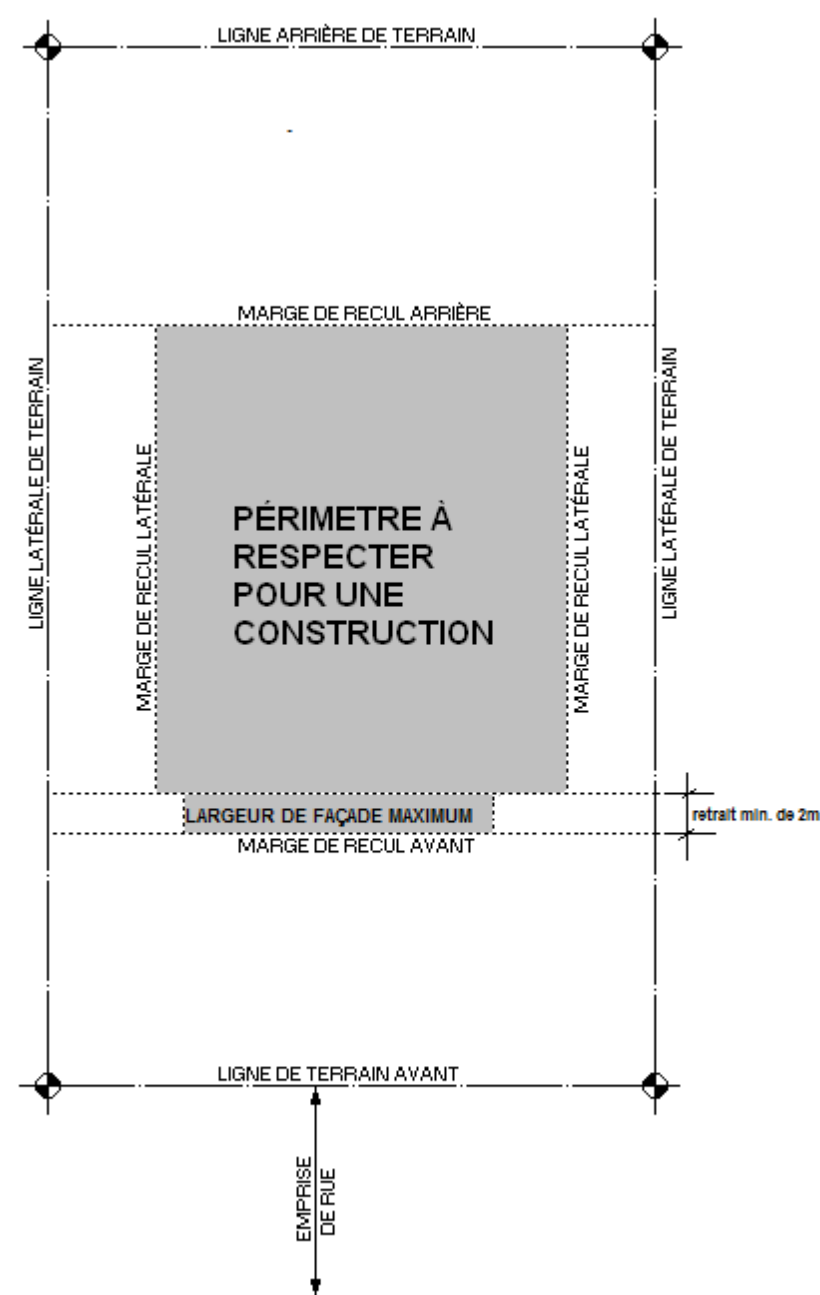 LIGNE ARRIÈRE DE TERRAIN
MARGE DE RECUL ARRIÈRE
LIGNE LATÉRALE DE TERRAIN
MARGE DE RECUL LATÉRALE
PÉRIMETRE À
RESPECTER
POUR UNE
CONSTRUCTION
MARGE DE RECUL LATÉRALE
LIGNE LATÉRALE DE TERRAIN
LARGEUR DE FAÇADE MAXIMUM
retrait min. de 2m
MARGE DE RECUL AVANT
LIGNE DE TERRAIN AVANT
EMPRISE
DE RUE